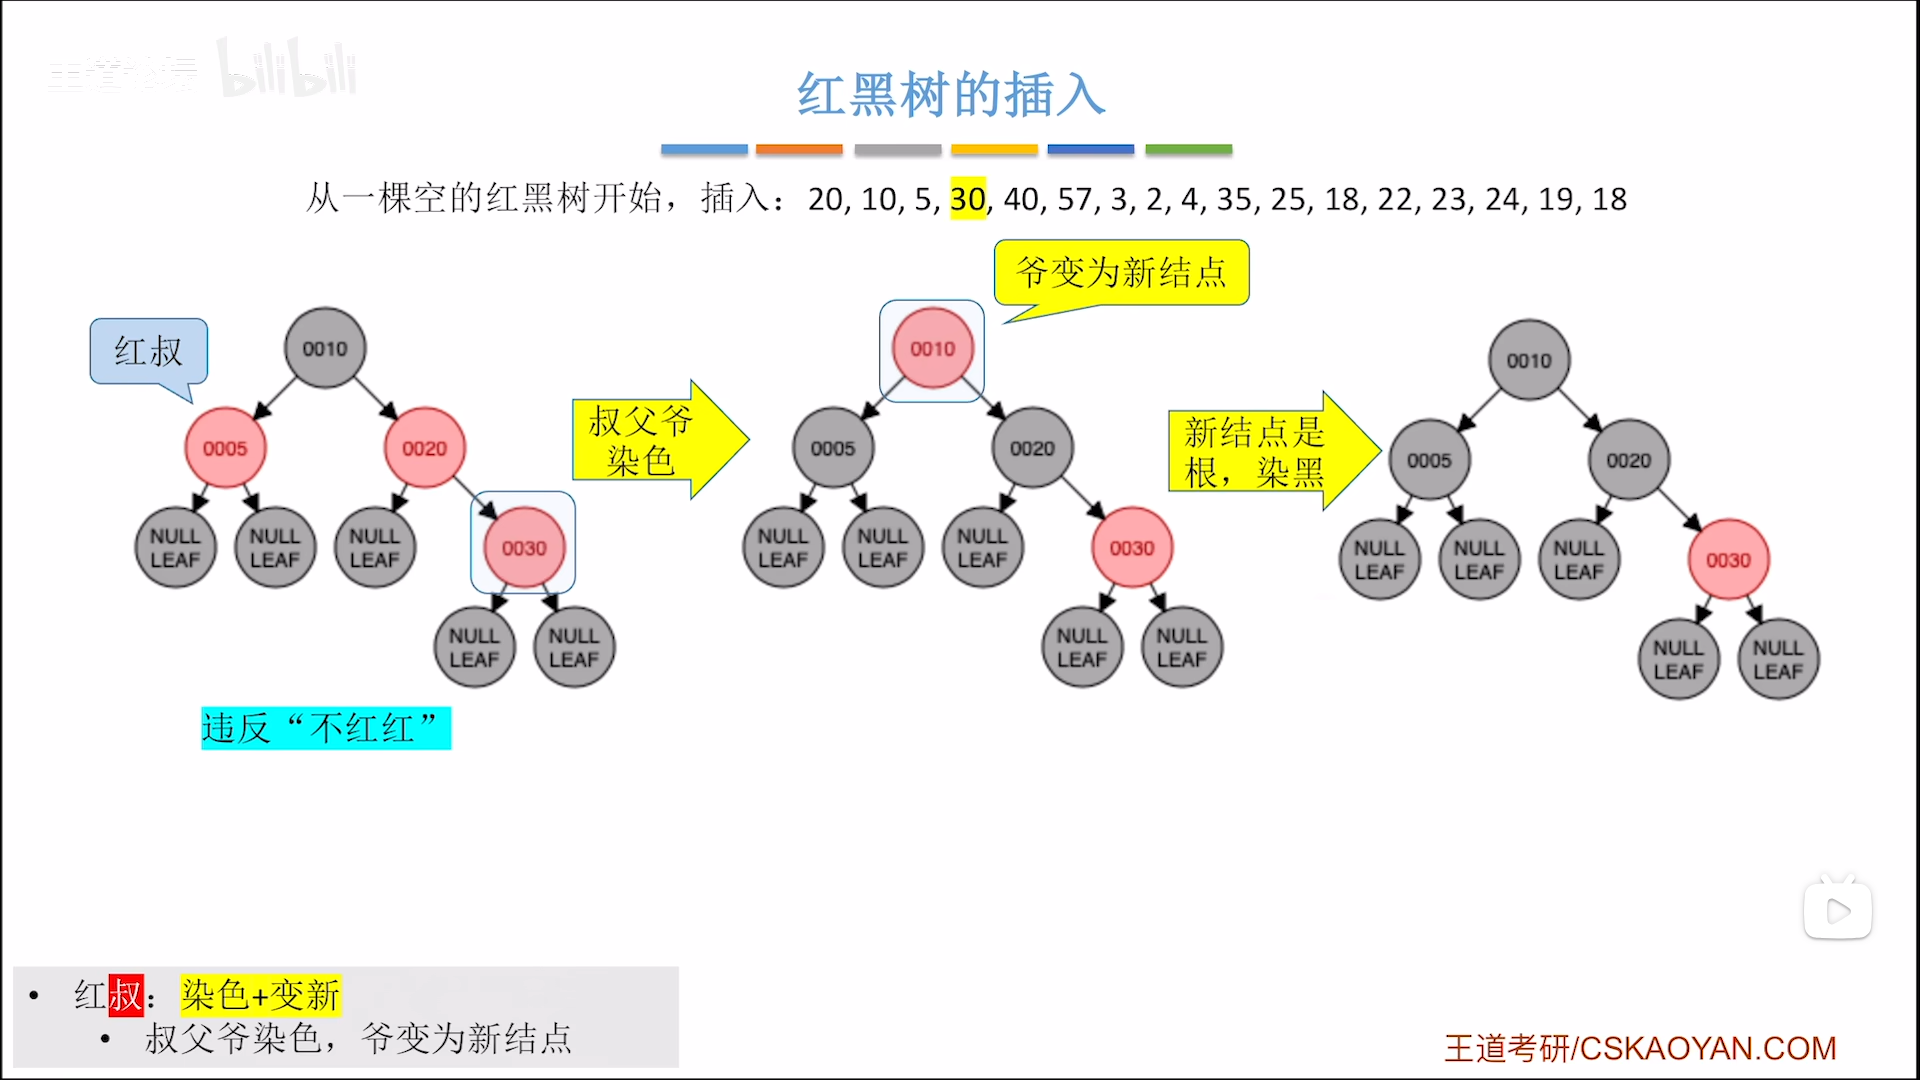 王道论坛 bilibili
红黑树的插入
从一棵空的红黑树开始，插入：20, 10, 5, 30, 40, 57, 3, 2, 4, 35, 25, 18, 22, 23, 24, 19, 18
爷变为新结点
红叔
0010
0005
0020
NULL
LEAF
NULL
LEAF
NULL
LEAF
0030
NULL
LEAF
NULL
LEAF
违反“不红红”
叔父爷
染色
0010
0005
0020
NULL
LEAF
NULL
LEAF
NULL
LEAF
0030
NULL
LEAF
NULL
LEAF
新结点是
根，染黑
0010
0005
0020
NULL
LEAF
NULL
LEAF
NULL
LEAF
0030
NULL
LEAF
NULL
LEAF
• 红叔：染色+变新
• 叔父爷染色，爷变为新结点
王道考研/CSKAOYAN.COM